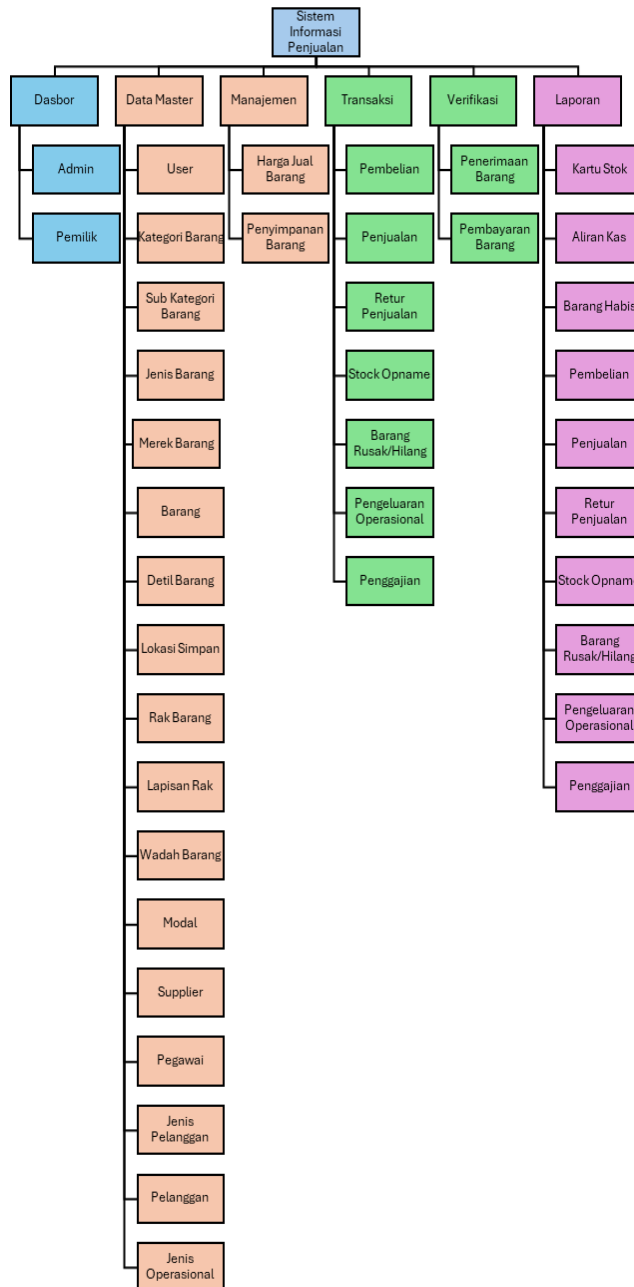 Sistem
Informasi
Penjualan
Dasbor
Data Master
Manajemen
Transaksi
Verifikasi
Laporan
Admin
Pemilik
User
Kategori Barang
Sub Kategori
Barang
Jenis Barang
Merek Barang
Barang
Detil Barang
Lokasi Simpan
Rak Barang
Lapisan Rak
Wadah Barang
Modal
Supplier
Pegawai
Jenis
Pelanggan
Pelanggan
Jenis
Operasional
Harga Jual
Barang
Penyimpanan
Barang
Pembelian
Penjualan
Retur
Penjualan
Stock Opname
Barang
Rusak/Hilang
Pengeluaran
Operasional
Penggajian
Penerimaan
Barang
Pembayaran
Barang
Kartu Stok
Aliran Kas
Barang Habis
Pembelian
Penjualan
Retur
Penjualan
Stock Opname
Barang
Rusak/Hilang
Pengeluaran
Operasional
Penggajian